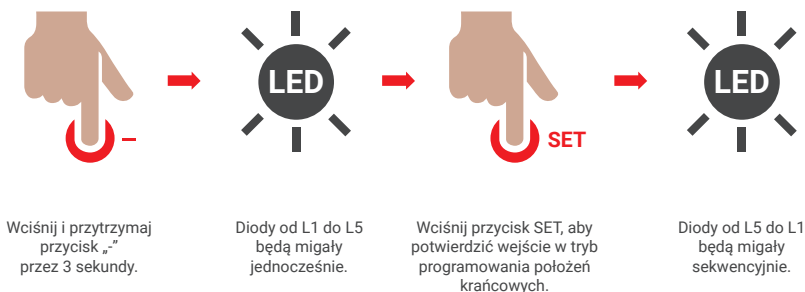 LED
LED
–
SET
Wciśnij i przytrzymaj
przycisk „-”
przez 3 sekundy.
Diody od L1 do L5
będą migały
jednocześnie.
Wciśnij przycisk SET, aby
potwierdzić wejście w tryb
programowania położeń
krańcowych.
Diody od L5 do L1
będą migały
sekwencyjnie.